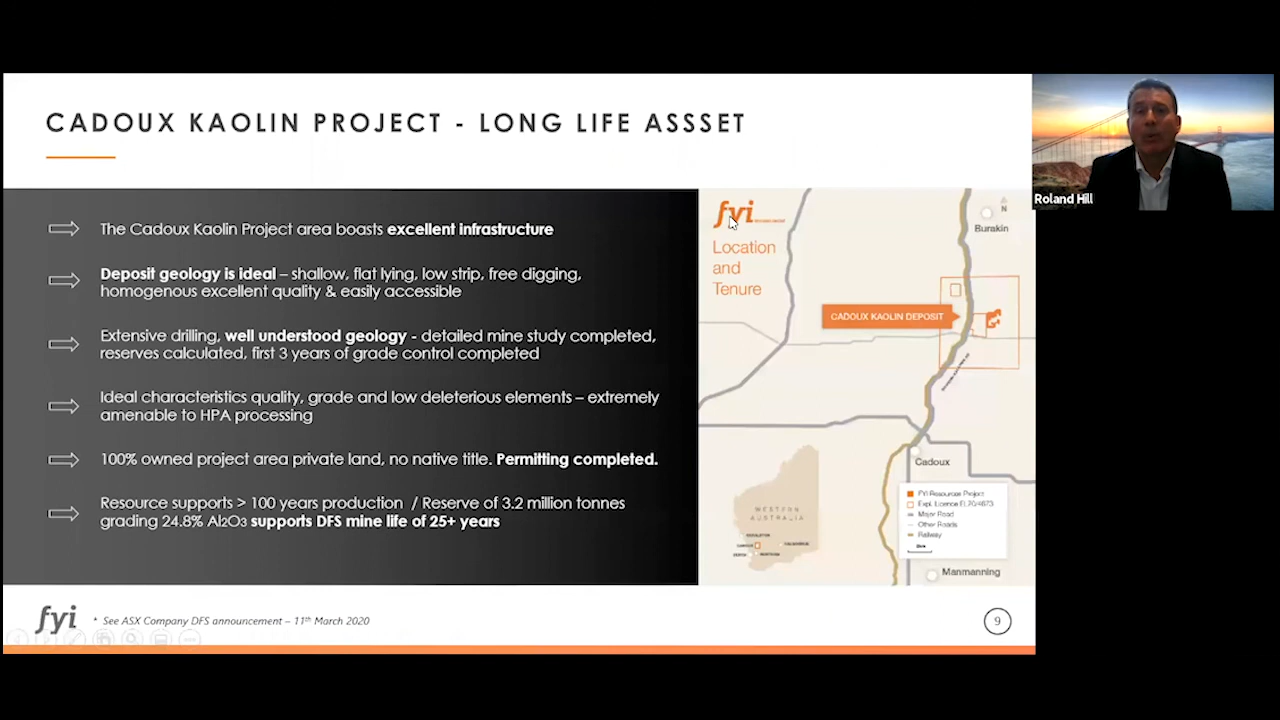 CADOUX KAOLIN PROJECT - LONG LIFE ASSSET
The Cadoux Kaolin Project area boasts excellent infrastructure
Deposit geology is ideal – shallow, flat lying, low strip, free digging,
homogenous excellent quality & easily accessible
Extensive drilling, well understood geology - detailed mine study completed,
reserves calculated, first 3 years of grade control completed
Ideal characteristics quality, grade and low deleterious elements – extremely
amenable to HPA processing
100% owned project area private land, no native title. Permitting completed.
Resource supports > 100 years production / Reserve of 3.2 million tonnes
grading 24.8% Al2O3 supports DFS mine life of 25+ years
fyi
Location
and
Tenure
N
Burakin
CADOUX KAOLIN DEPOSIT
Cadoux
WESTERN
AUSTRALIA
FYI Resources Project
Expl. Licence EL70/4673
Major Road
Other Roads
Railway
Manmanning
fyi
* See ASX Company DFS announcement – 11th March 2020
9
Roland Hill